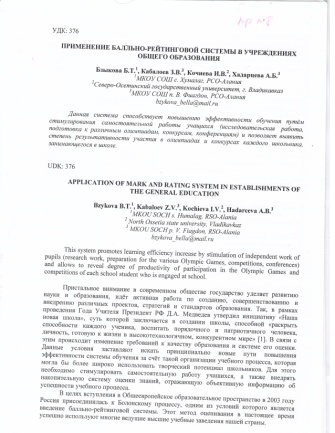 УДК: 376
ПРИМЕНЕНИЕ БАЛЛЬНО-РЕЙТИНГОВОЙ СИСТЕМЫ В УЧРЕЖДЕНИЯХ
ОБЩЕГО ОБРАЗОВАНИЯ
Бзыкова Б.Т.¹, Кабалоев З.В.², Кочиева И.В.², Хадарцева А.Б.³
¹МКОУ СОШ с. Хумалаг, РСО-Алания
²Северо-Осетинский государственный университет, г. Владикавказ
³МКОУ СОШ п. В. Фиагдон, РСО-Алания
bzykova_bella@mail.ru
Данная система способствует повышению эффективности обучения путём
стимулирования самостоятельной работы учащихся (исследовательская работа,
подготовка к различным олимпиадам, конкурсам, конференциям) и позволяет выявить
степень результативности участия в олимпиадах и конкурсах каждого школьника,
занимающегося в школе.
UDK: 376
APPLICATION OF MARK AND RATING SYSTEM IN ESTABLISHMENTS OF
THE GENERAL EDUCATION
Bzykova B.T.¹, Kabaloev Z.V.², Kochieva I.V.², Hadarceva A.B.³
¹MKOU SOCH s. Humalag, RSO-Alania
²North Ossetia state university, Vladikavkaz
³MKOU SOCH p. V. Fiagdon, RSO-Alania
bzykova_bella@mail.ru
This system promotes learning efficiency increase by stimulation of independent work of
pupils (research work, preparation for the various Olympic Games, competitions, conferences)
and allows to reveal degree of productivity of participation in the Olympic Games and
competitions of each school student who is engaged at school.
Пристальное внимание в современном обществе государство уделяет развитию
науки и образования, идёт активная работа по созданию, совершенствованию и
внедрению различных проектов, стратегий и стандартов образования. Так, в рамках
проведения Года Учителя Президент РФ Д.А. Медведев утвердил инициативу «Наша
новая школа», суть которой заключается в создании школы, способной «раскрыть
способности каждого ученика, воспитать порядочного и патриотичного человека,
личность, готовую к жизни в высокотехнологичном, конкурентном мире» [1]. В связи с
этим происходит изменение требований к качеству образования и системе его оценки.
Данные условия заставляют искать принципиально новые пути повышения
эффективности системы обучения за счёт такой организации учебного процесса, которая
могла бы более широко использовать творческий потенциал школьников. Для этого
необходимо стимулировать самостоятельную работу учащихся, а также внедрять
накопительную систему оценки знаний, отражающую объективную информацию об
успешности учебного процесса.
В целях вступления в Общеевропейское образовательное пространство в 2003 году
Россия присоединилась к Болонскому процессу, одним из условий которого является
введение балльно-рейтинговой системы. Этот метод оценивания в настоящее время
успешно используют многие ведущие высшие учебные заведения нашей страны.